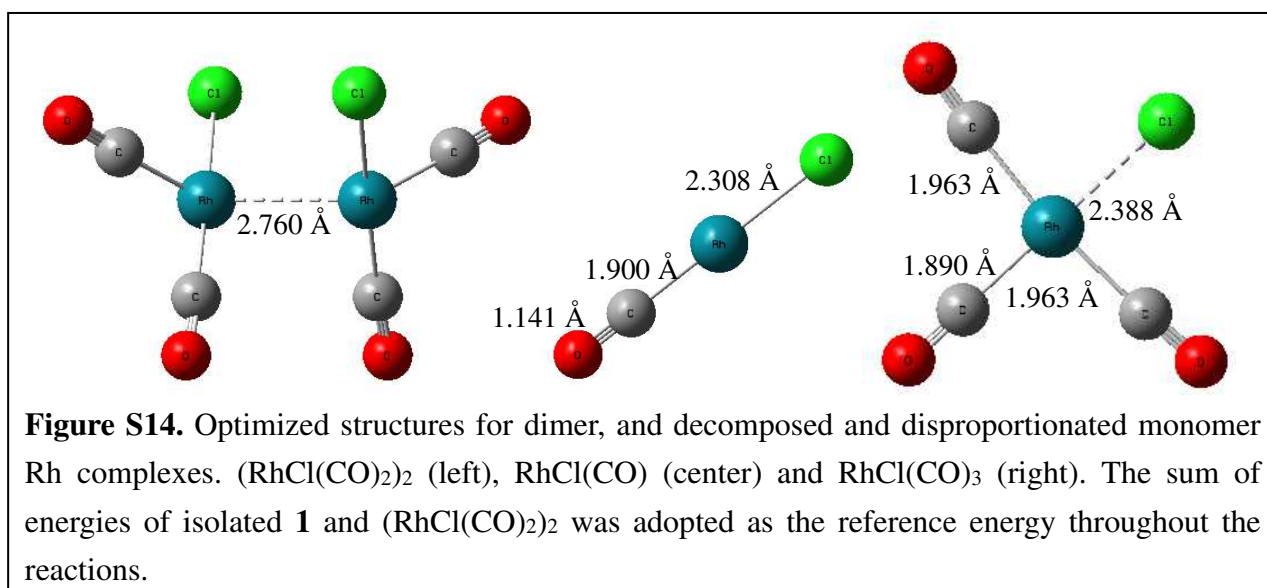 Cl Cl
O C C O
Rh Rh
2.760 Å
C C
O O
Cl
2.308 Å
Rh
1.900 Å
C
1.141 Å
O
O
C Cl
1.963 Å
2.388 Å
Rh
1.890 Å
1.963 Å
C C
O O
Figure S14. Optimized structures for dimer, and decomposed and disproportionated monomer
Rh complexes. (RhCl(CO)2)2 (left), RhCl(CO) (center) and RhCl(CO)3 (right). The sum of
energies of isolated 1 and (RhCl(CO)2)2 was adopted as the reference energy throughout the
reactions.